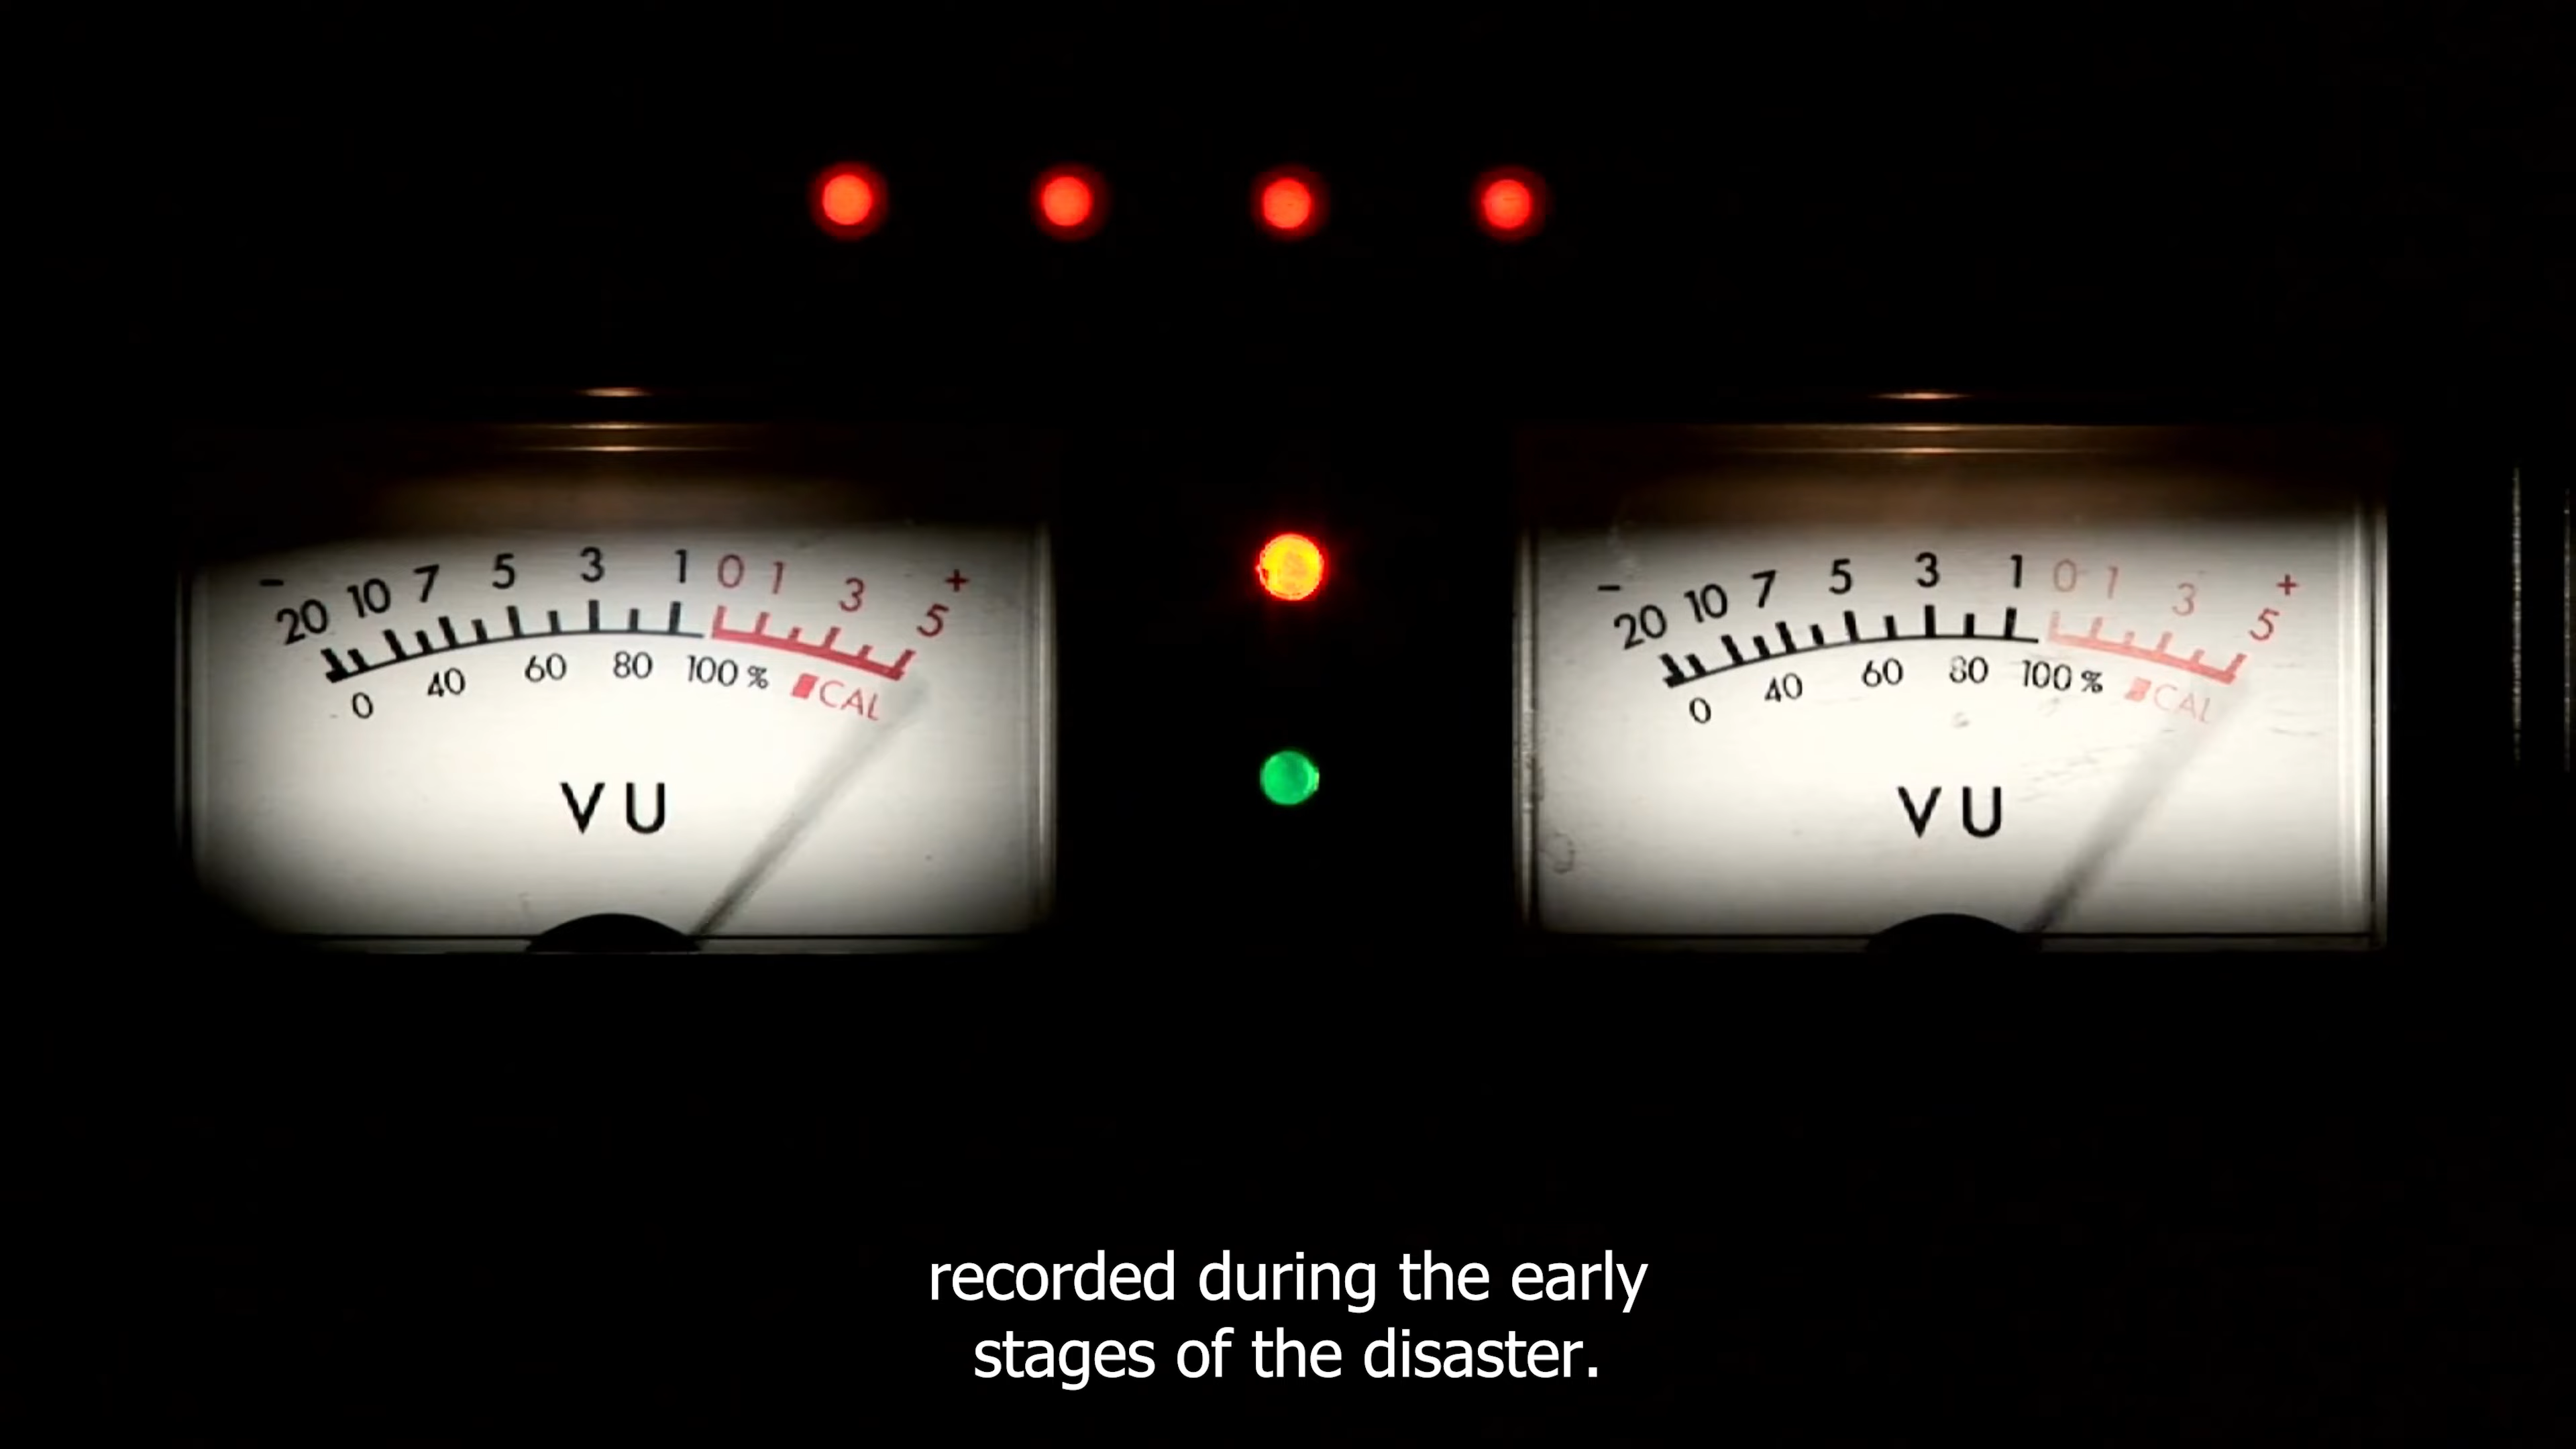 − 20 10 7 5 3 1 0 1 3 5 +
0 40 60 80 100 % CAL
VU
− 20 10 7 5 3 1 0 1 3 5 +
0 40 60 80 100 % CAL
VU
recorded during the early
stages of the disaster.